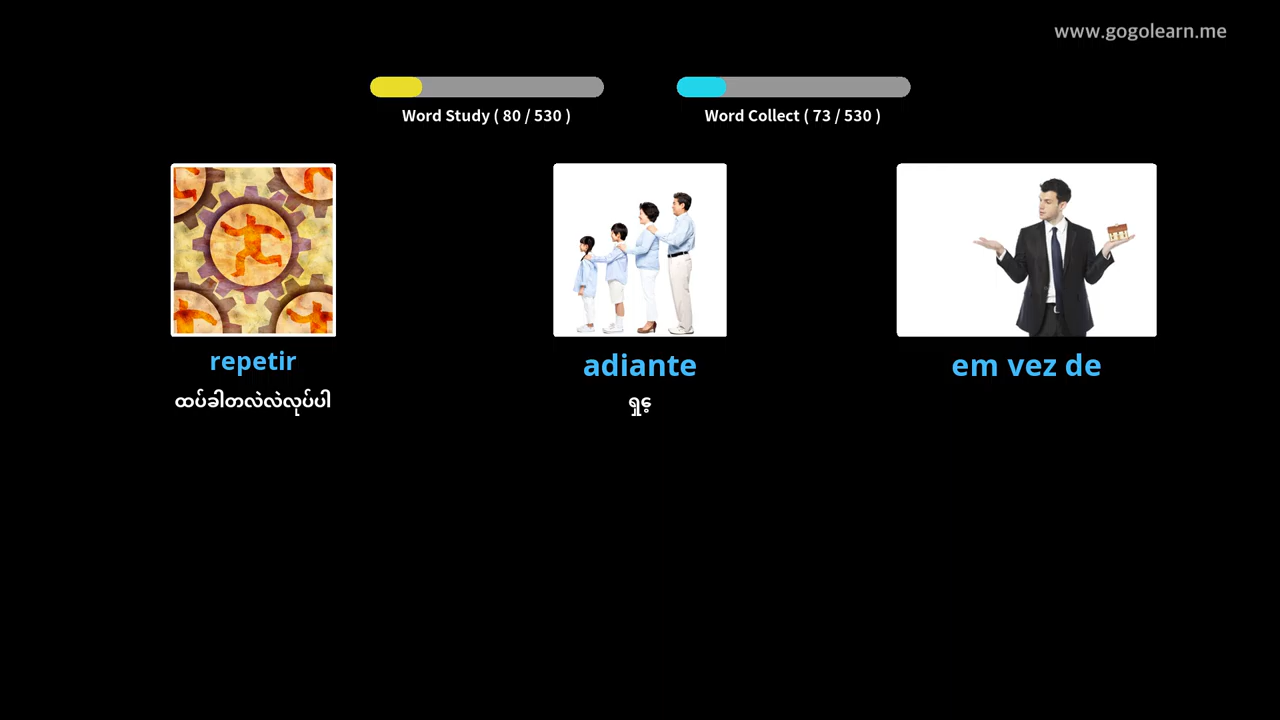 www.gogolearn.me
Word Study ( 80 / 530 )
Word Collect ( 73 / 530 )
repetir
adiante
em vez de
ထပ်ခါတလဲလဲလုပ်ပါ
ရှေ့